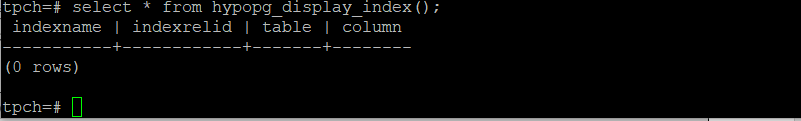 tpch=# select * from hypopg_display_index();
 indexname | indexrelid | table | column
-----------+------------+-------+--------
(0 rows)
tpch=#